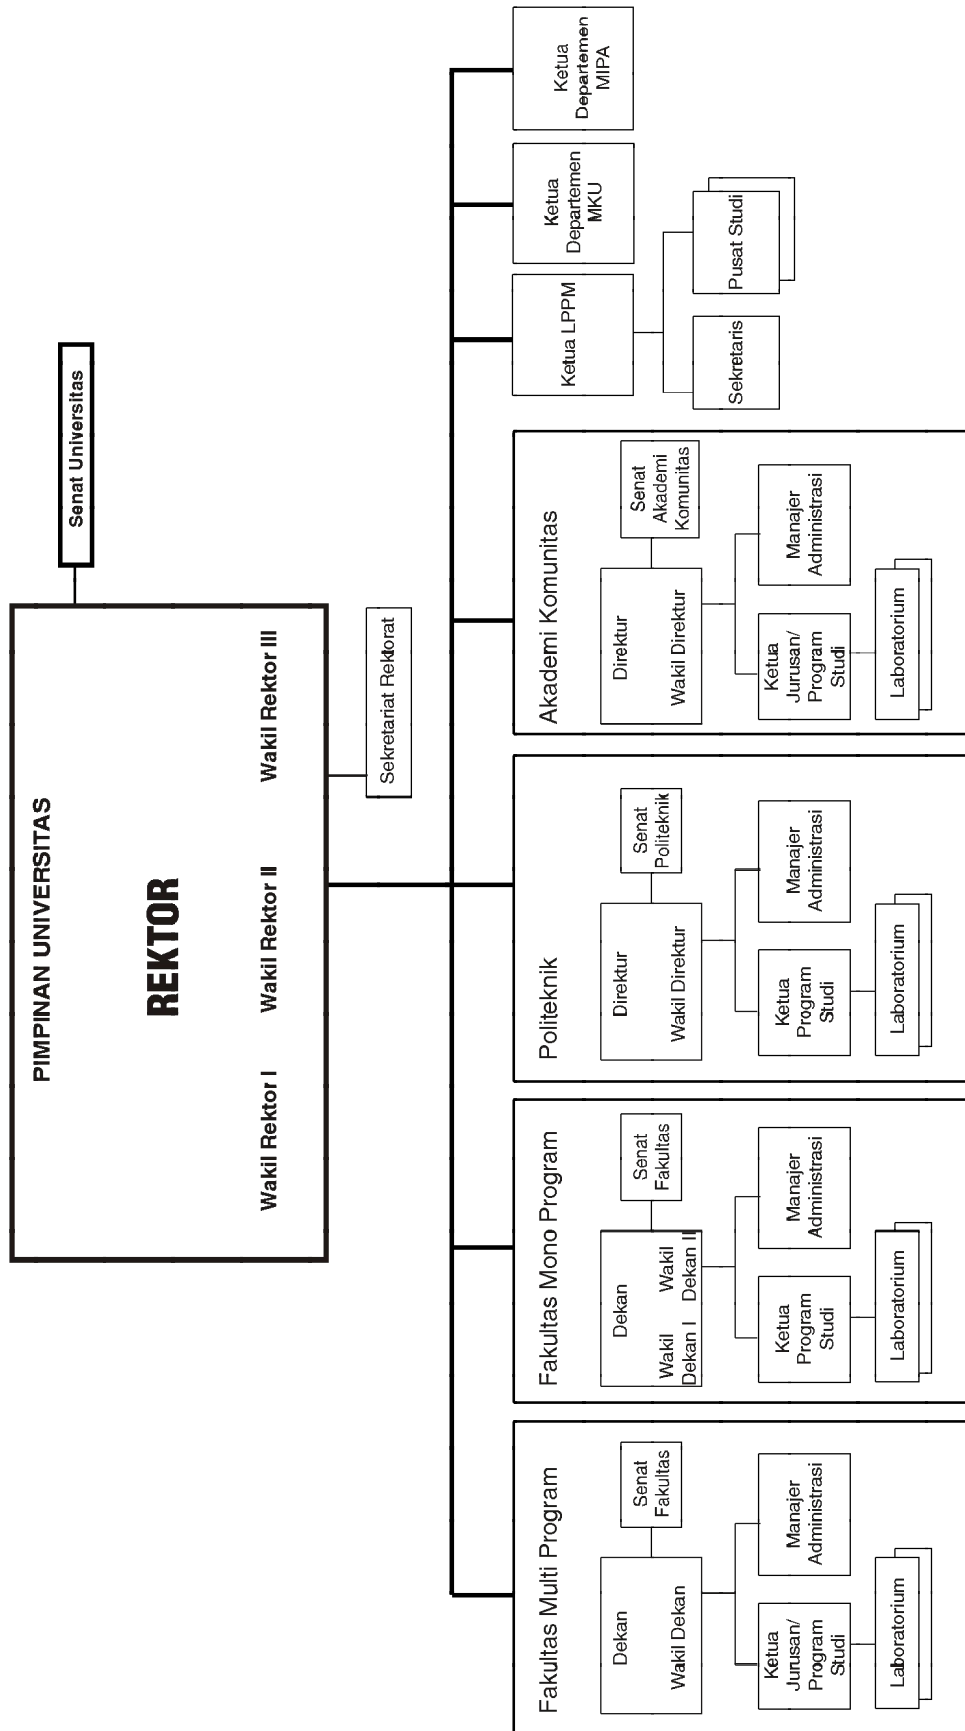 PIMPINAN UNIVERSITAS
REKTOR
Wakil Rektor I
Wakil Rektor II
Wakil Rektor III
Senat Universitas
Sekretariat Rektorat
Fakultas Multi Program
Dekan
Wakil Dekan
Senat
Fakultas
Ketua
Jurusan/
Program
Studi
Manajer
Administrasi
Laboratorium
Fakultas Mono Program
Dekan
Wakil
Dekan I
Wakil
Dekan II
Senat
Fakultas
Ketua
Program
Studi
Manajer
Administrasi
Laboratorium
Politeknik
Direktur
Wakil Direktur
Senat
Politeknik
Ketua
Program
Studi
Manajer
Administrasi
Laboratorium
Akademi Komunitas
Direktur
Wakil Direktur
Senat
Akademi
Komunitas
Ketua
Jurusan/
Program
Studi
Manajer
Administrasi
Laboratorium
Ketua LPPM
Sekretaris
Pusat Studi
Ketua
Departemen
MKU
Ketua
Departemen
MIPA